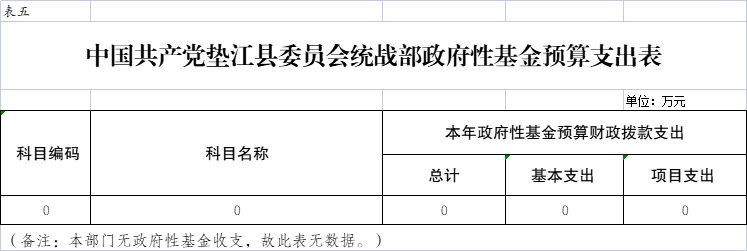 表五
中国共产党垫江县委员会统战部政府性基金预算支出表
单位：万元
科目编码 科目名称 本年政府性基金预算财政拨款支出
总计 基本支出 项目支出
0 0 0 0 0
（备注：本部门无政府性基金收支，故此表无数据。）